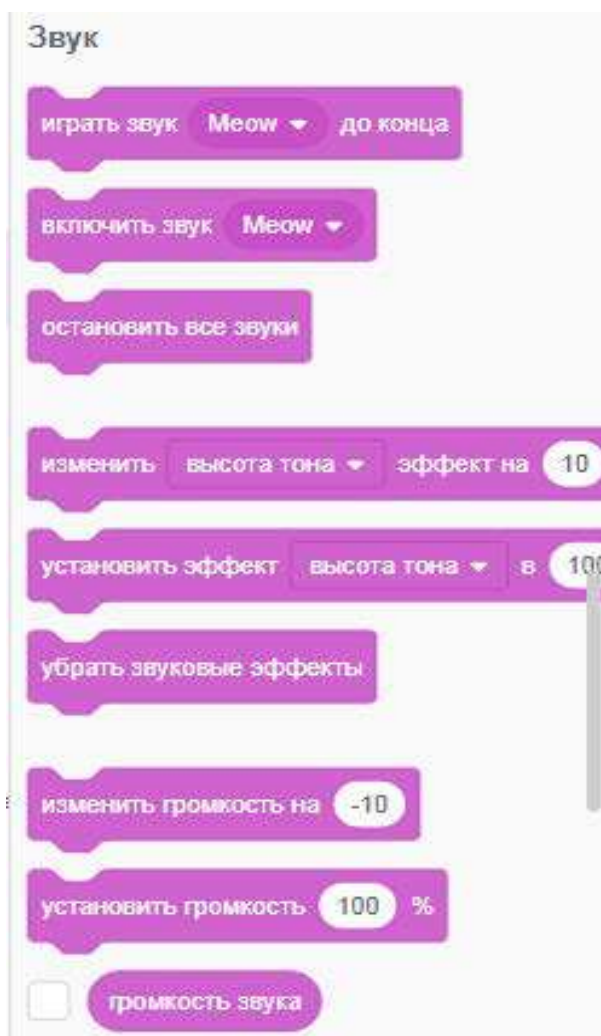 Звук
играть звук Meow до конца
включить звук Meow
остановить все звуки
изменить высота тона эффект на 10
установить эффект высота тона в 100
убрать звуковые эффекты
изменить громкость на -10
установить громкость 100 %
громкость звука